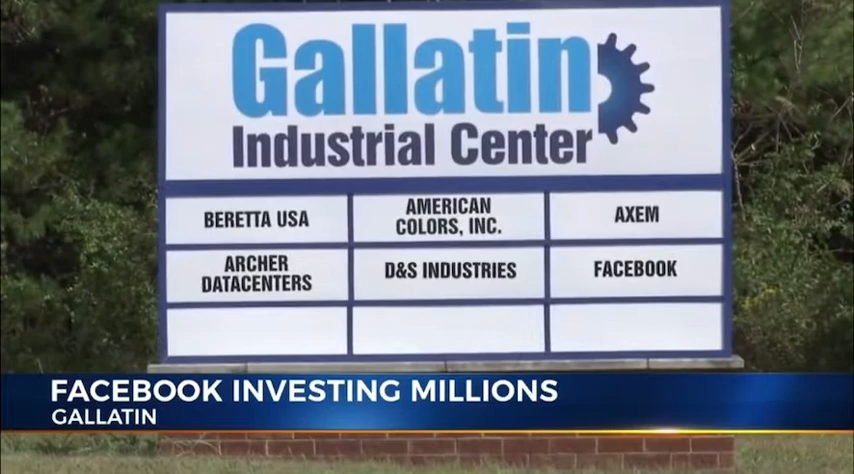 Gallatin
Industrial Center
BERETTA USA
AMERICAN
COLORS, INC.
AXEM
ARCHER
DATACENTERS
D&S INDUSTRIES
FACEBOOK
FACEBOOK INVESTING MILLIONS
GALLATIN